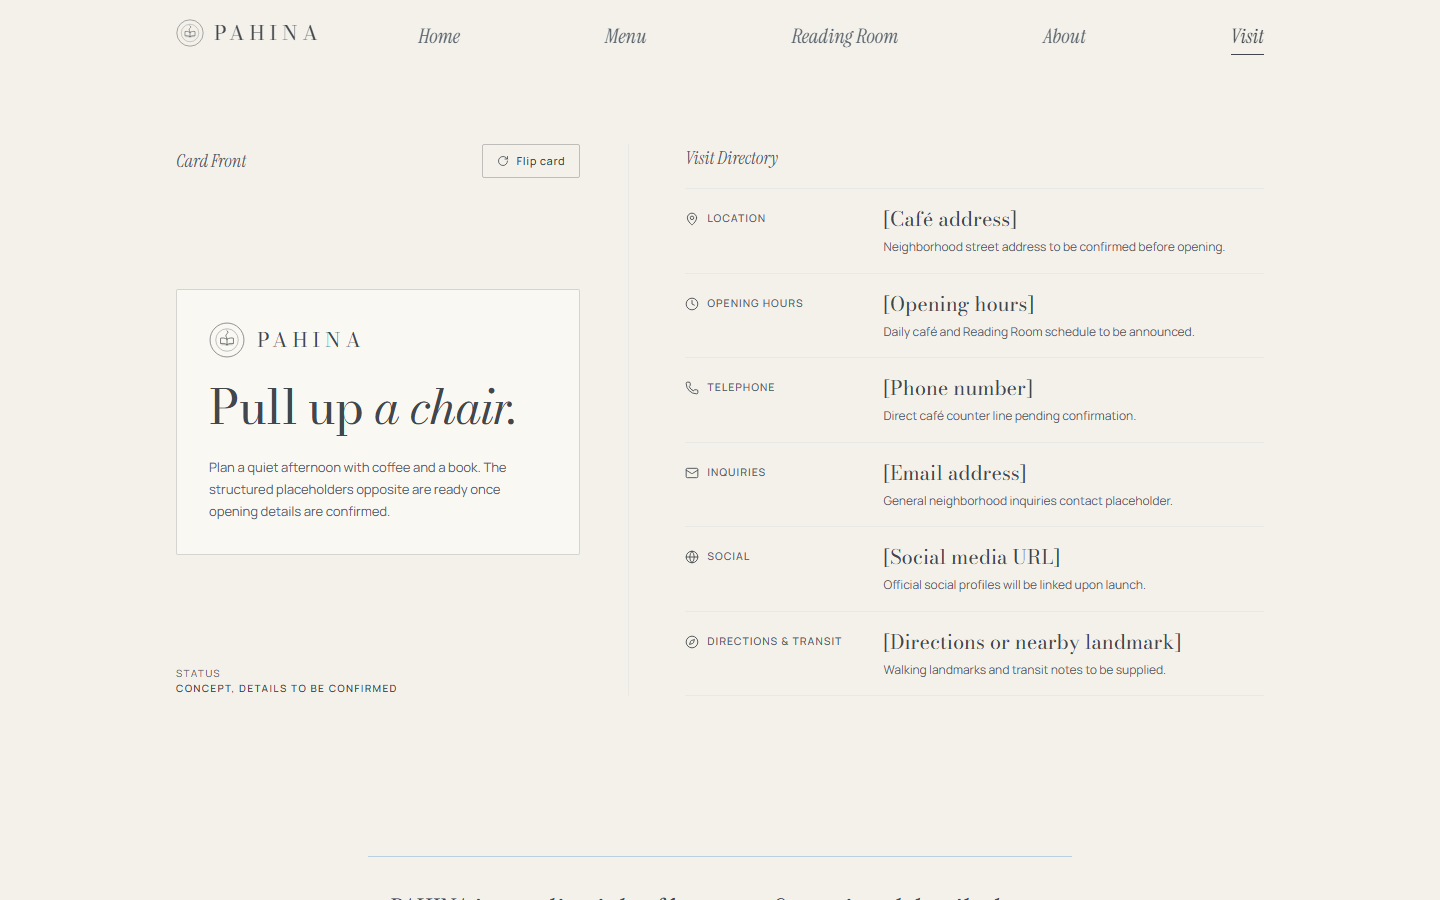 PAHINA
Home
Menu
Reading Room
About
Visit
Card Front
Flip card
PAHINA
Pull up a chair.
Plan a quiet afternoon with coffee and a book. The
structured placeholders opposite are ready once
opening details are confirmed.
STATUS
CONCEPT, DETAILS TO BE CONFIRMED
Visit Directory
LOCATION
[Café address]
Neighborhood street address to be confirmed before opening.
OPENING HOURS
[Opening hours]
Daily café and Reading Room schedule to be announced.
TELEPHONE
[Phone number]
Direct café counter line pending confirmation.
INQUIRIES
[Email address]
General neighborhood inquiries contact placeholder.
SOCIAL
[Social media URL]
Official social profiles will be linked upon launch.
DIRECTIONS & TRANSIT
[Directions or nearby landmark]
Walking landmarks and transit notes to be supplied.